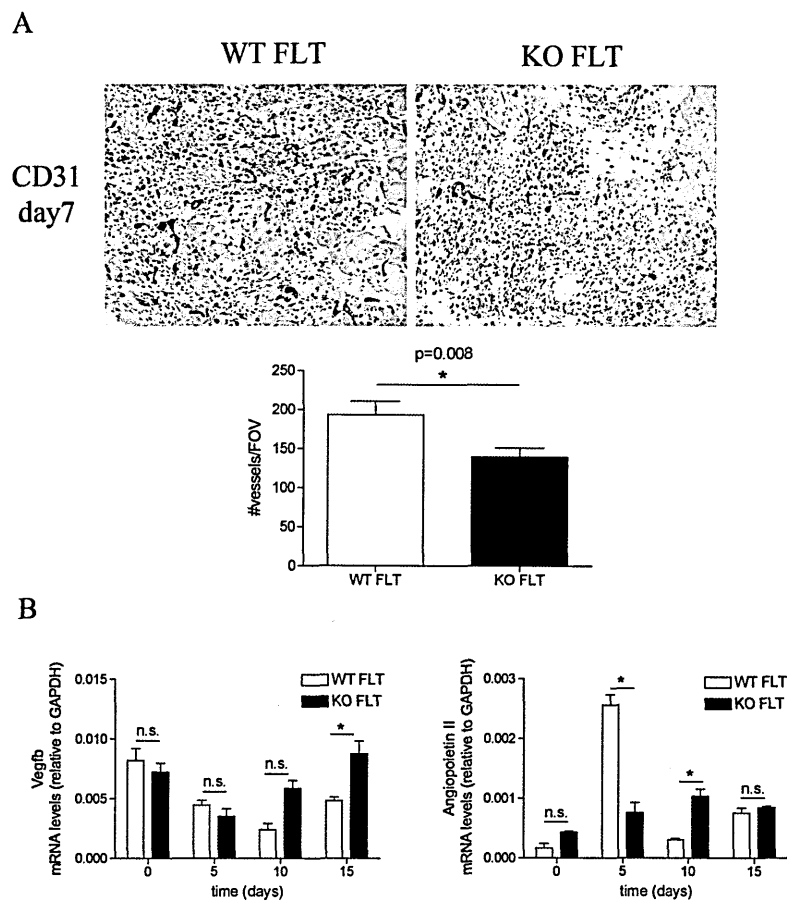 A
WT FLT
KO FLT
CD31
day7
p=0.008
*
250
200
150
100
50
0
#vessels/FOV
WT FLT
KO FLT
B
Vegfb
mRNA levels (relative to GAPDH)
0.015
0.010
0.005
0.000
WT FLT
KO FLT
n.s.
n.s.
n.s.
*
0
5
10
15
time (days)
Angiopoietin II
mRNA levels (relative to GAPDH)
0.003
0.002
0.001
0.000
WT FLT
KO FLT
n.s.
*
*
n.s.
0
5
10
15
time (days)